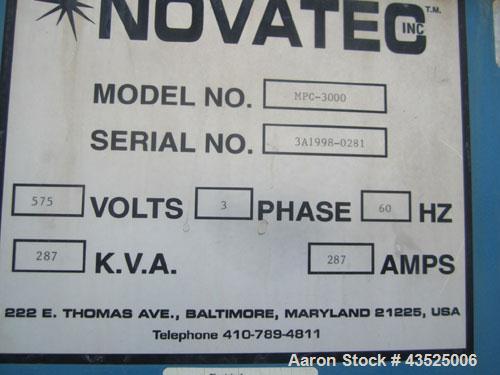 NOVATEC INC T.M.
MODEL NO. MPC-3000
SERIAL NO. 3A1998-0281
575 VOLTS 3 PHASE 60 HZ
287 K.V.A. 287 AMPS
222 E. THOMAS AVE., BALTIMORE, MARYLAND 21225, USA
Telephone 410-789-4811
Aaron Stock # 43525006